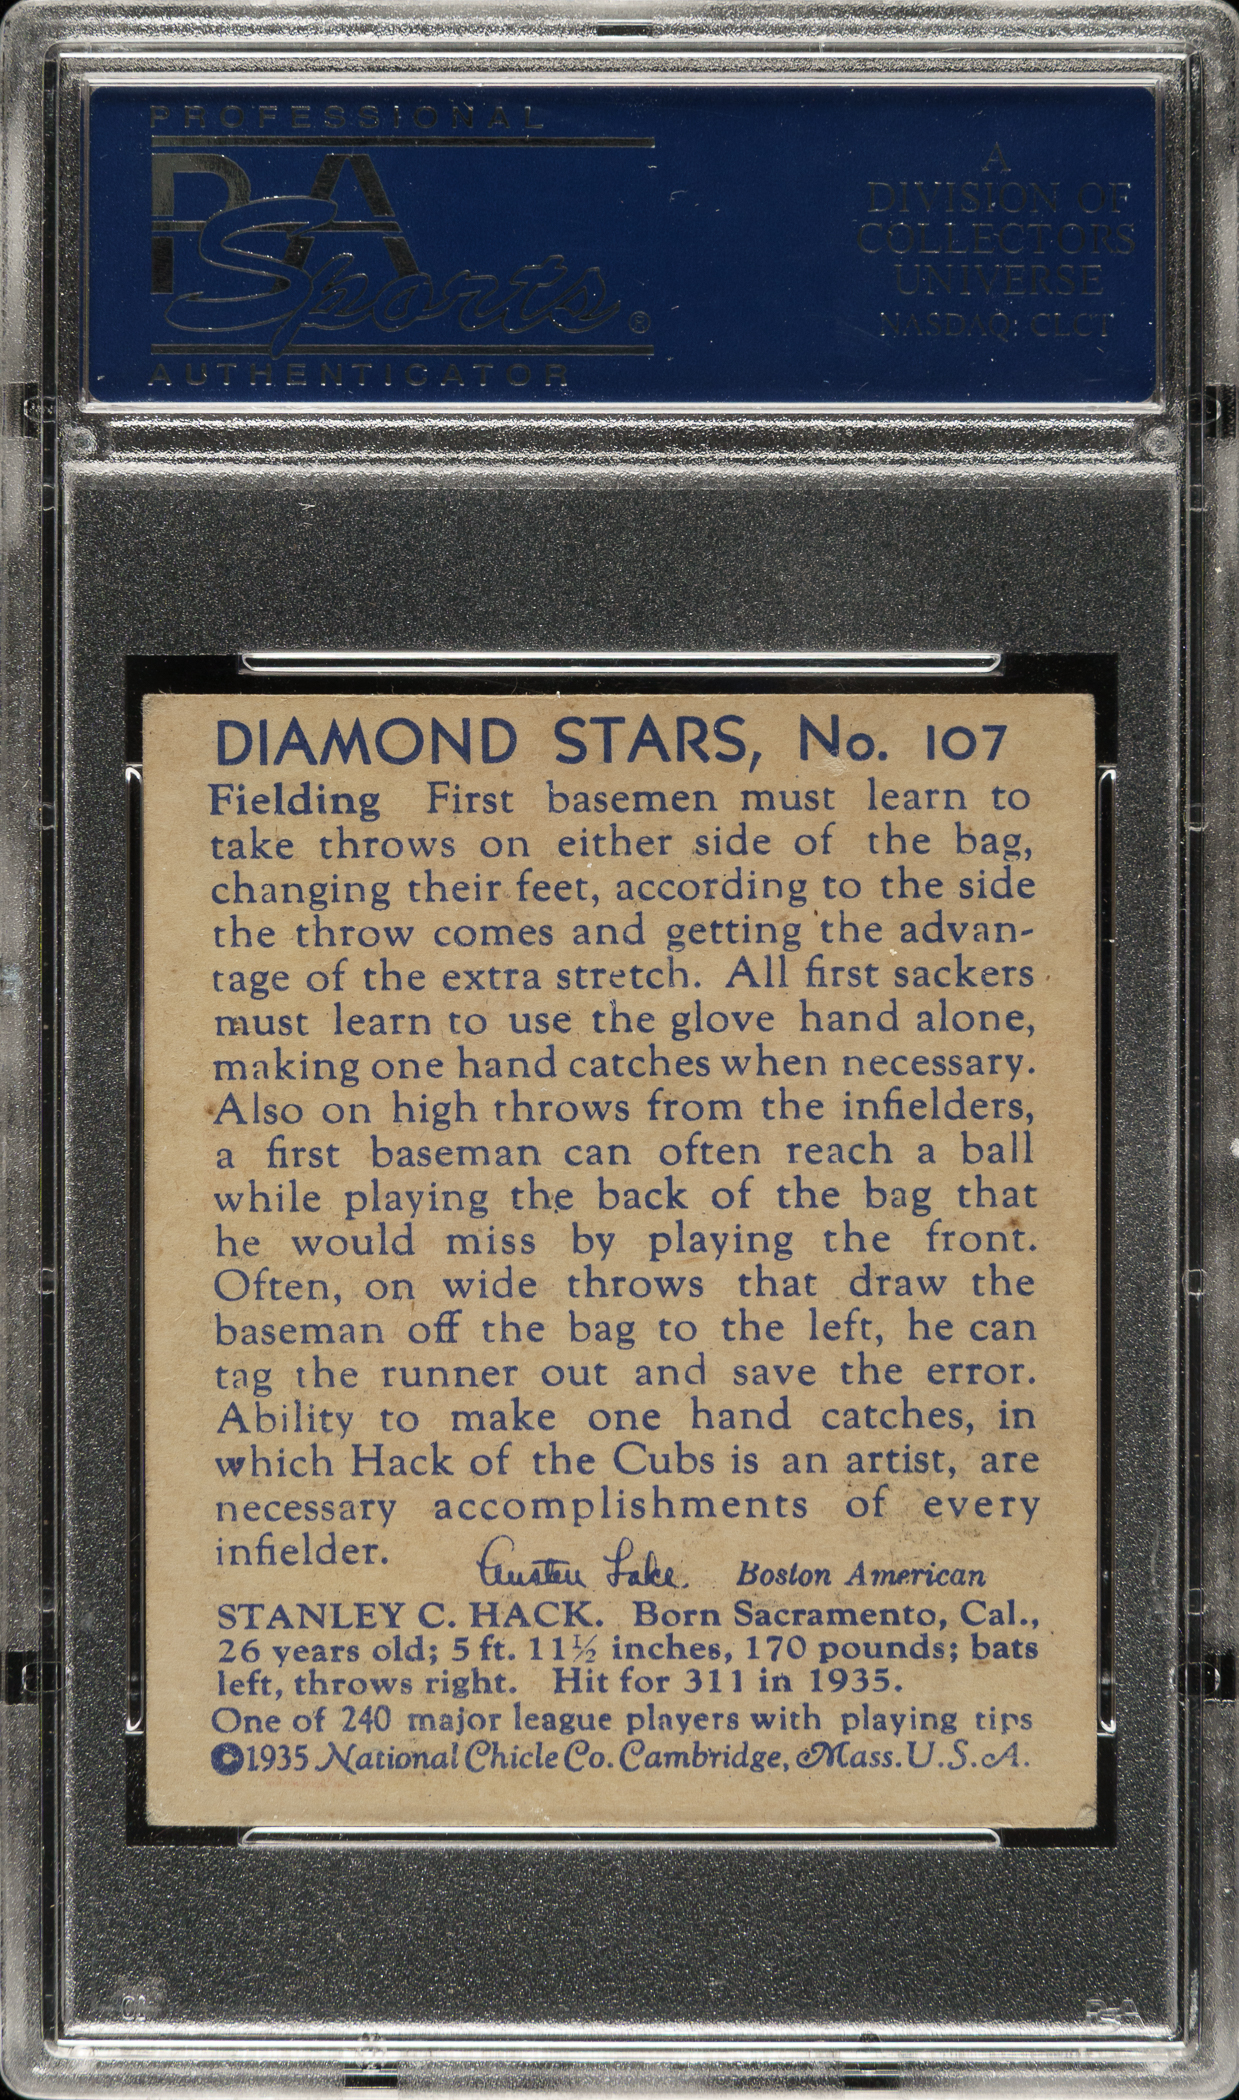 PROFESSIONAL
PSA
Sports®
AUTHENTICATOR
A
DIVISION OF
COLLECTORS
UNIVERSE
NASDAQ: CLCT
DIAMOND STARS, No. 107
Fielding First basemen must learn to
take throws on either side of the bag,
changing their feet, according to the side
the throw comes and getting the advan-
tage of the extra stretch. All first sackers
must learn to use the glove hand alone,
making one hand catches when necessary.
Also on high throws from the infielders,
a first baseman can often reach a ball
while playing the back of the bag that
he would miss by playing the front.
Often, on wide throws that draw the
baseman off the bag to the left, he can
tag the runner out and save the error.
Ability to make one hand catches, in
which Hack of the Cubs is an artist, are
necessary accomplishments of every
infielder. Austen Lake. Boston American
STANLEY C. HACK. Born Sacramento, Cal.,
26 years old; 5 ft. 11½ inches, 170 pounds; bats
left, throws right. Hit for 311 in 1935.
One of 240 major league players with playing tips
©1935 National Chicle Co. Cambridge, Mass. U.S.A.
PSA